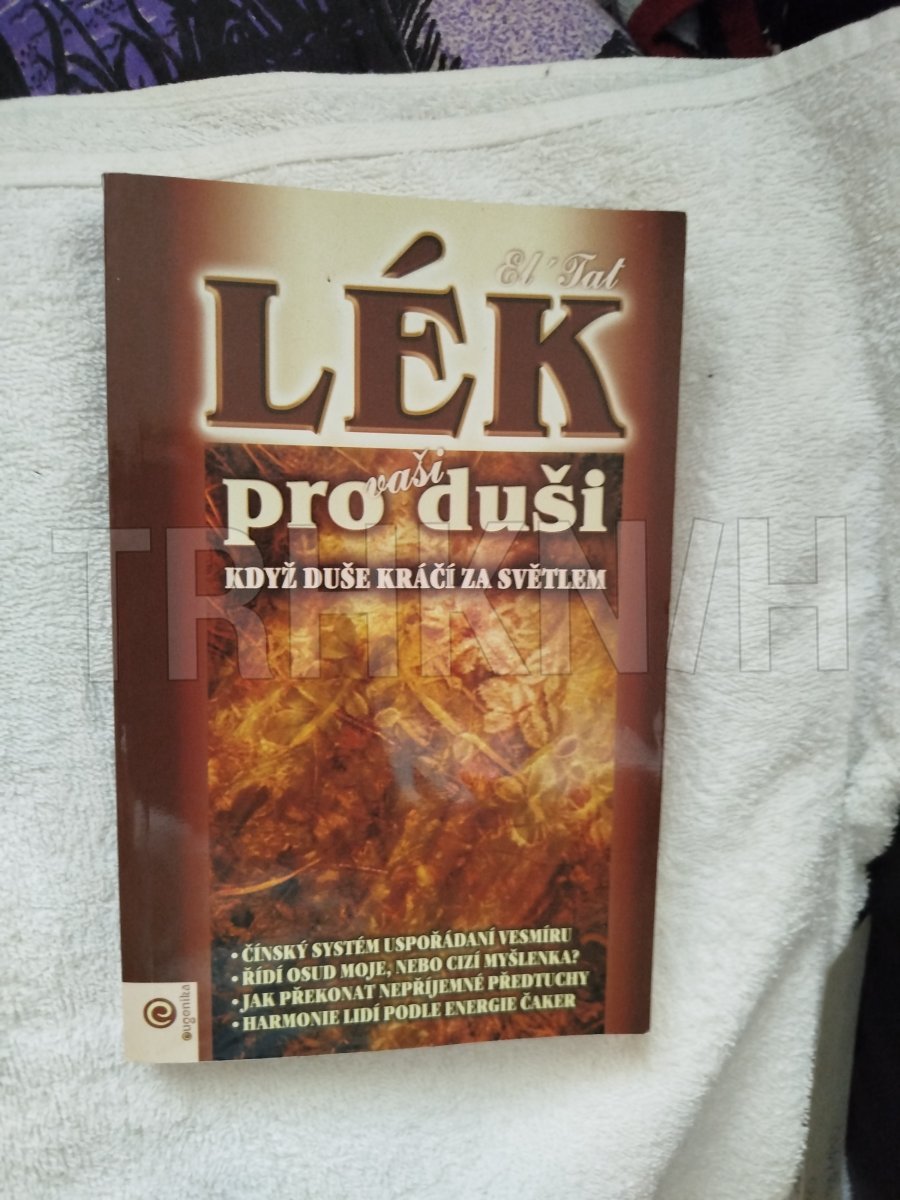 El'Tat
LÉK
pro vaši duši
KDYŽ DUŠE KRÁČÍ ZA SVĚTLEM
TRHKNVH
• ČÍNSKÝ SYSTÉM USPOŘÁDANÍ VESMÍRU
• ŘÍDÍ OSUD MOJE, NEBO CIZÍ MYŠLENKA?
• JAK PŘEKONAT NEPŘÍJEMNÉ PŘEDTUCHY
• HARMONIE LIDÍ PODLE ENERGIE ČAKER
eugenika